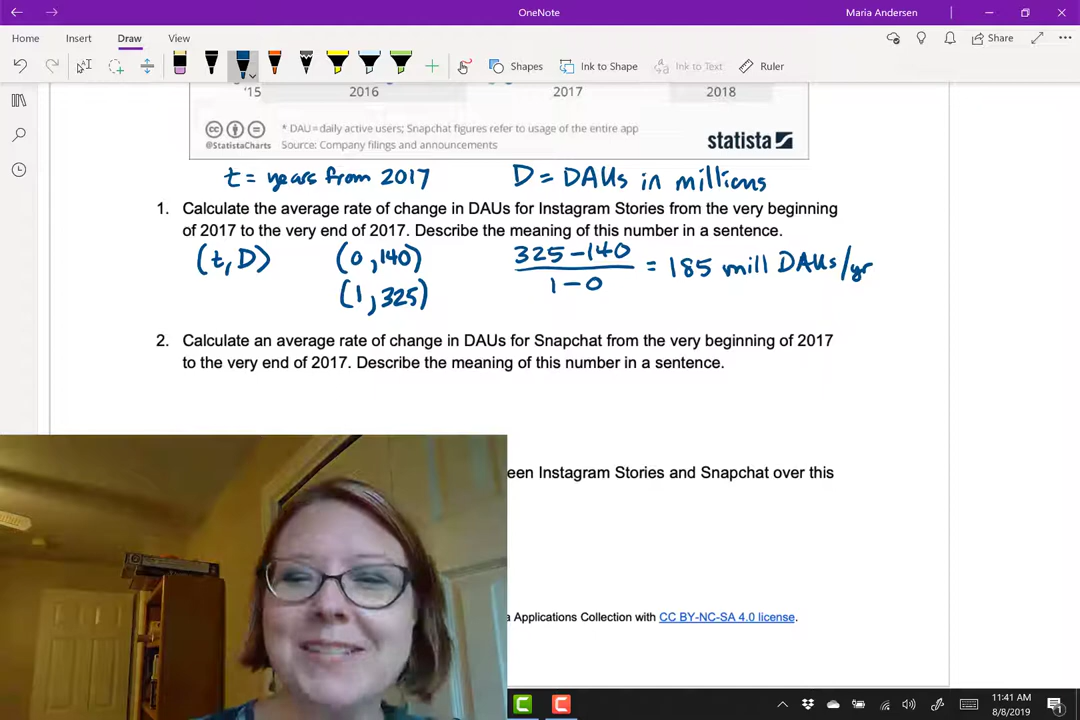 OneNote
Maria Andersen
Home Insert Draw View
Share
Shapes Ink to Shape Ink to Text Ruler
'15 2016 2017 2018
* DAU = daily active users; Snapchat figures refer to usage of the entire app
@StatistaCharts Source: Company filings and announcements
statista
t = years from 2017 D = DAUs in millions
1. Calculate the average rate of change in DAUs for Instagram Stories from the very beginning
of 2017 to the very end of 2017. Describe the meaning of this number in a sentence.
(t, D) (0, 140) 325 - 140
= 185 mill DAUs/yr
(1, 325) 1 - 0
2. Calculate an average rate of change in DAUs for Snapchat from the very beginning of 2017
to the very end of 2017. Describe the meaning of this number in a sentence.
een Instagram Stories and Snapchat over this
a Applications Collection with CC BY-NC-SA 4.0 license.
11:41 AM
8/8/2019